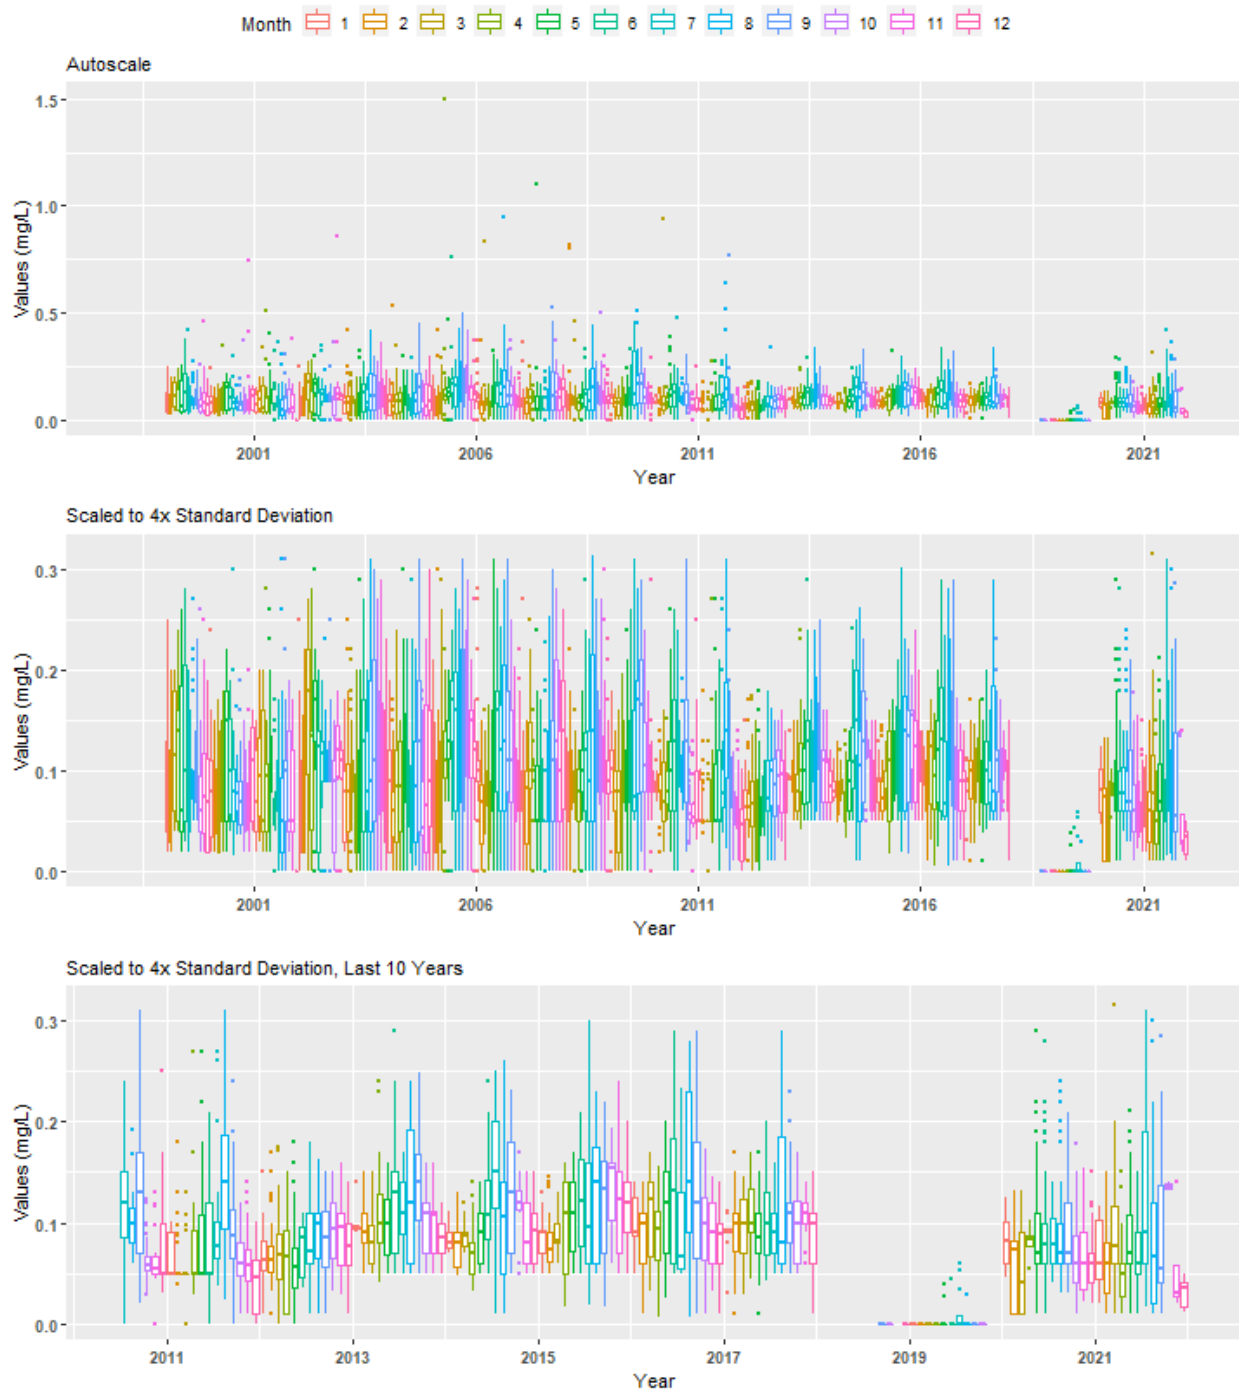 Month 1 2 3 4 5 6 7 8 9 10 11 12
Autoscale
1.5
1.0
0.5
0.0
Values (mg/L)
2001 2006 2011 2016 2021
Year
Scaled to 4x Standard Deviation
0.3
0.2
0.1
0.0
Values (mg/L)
2001 2006 2011 2016 2021
Year
Scaled to 4x Standard Deviation, Last 10 Years
0.3
0.2
0.1
0.0
Values (mg/L)
2011 2013 2015 2017 2019 2021
Year